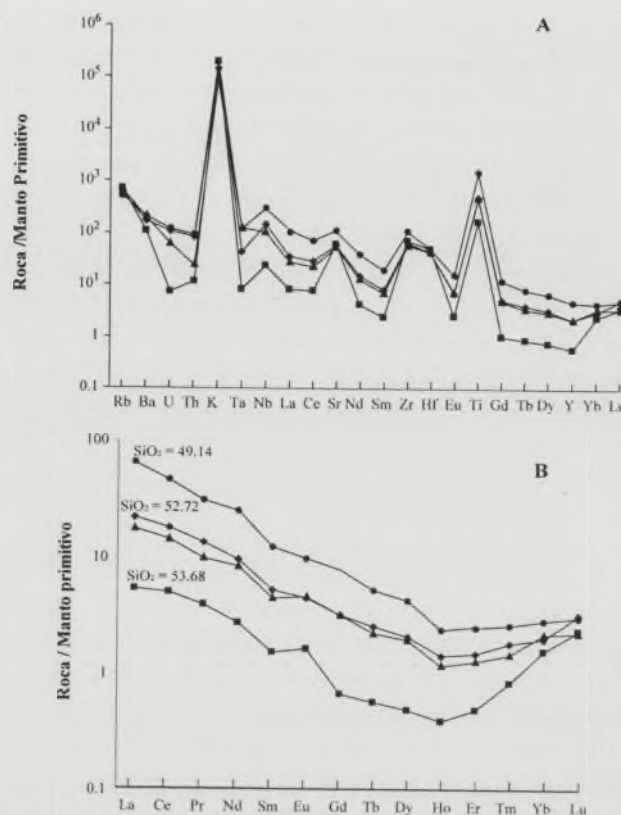 A
10⁶
10⁵
10⁴
10³
10²
10¹
1
0.1
Roca /Manto Primitivo
Rb Ba U Th K Ta Nb La Ce Sr Nd Sm Zr Hf Eu Ti Gd Tb Dy Y Yb Lu
B
100
10
1
0.1
Roca / Manto primitivo
SiO₂ = 49.14
SiO₂ = 52.72
SiO₂ = 53.68
La Ce Pr Nd Sm Eu Gd Tb Dy Ho Er Tm Yb Lu